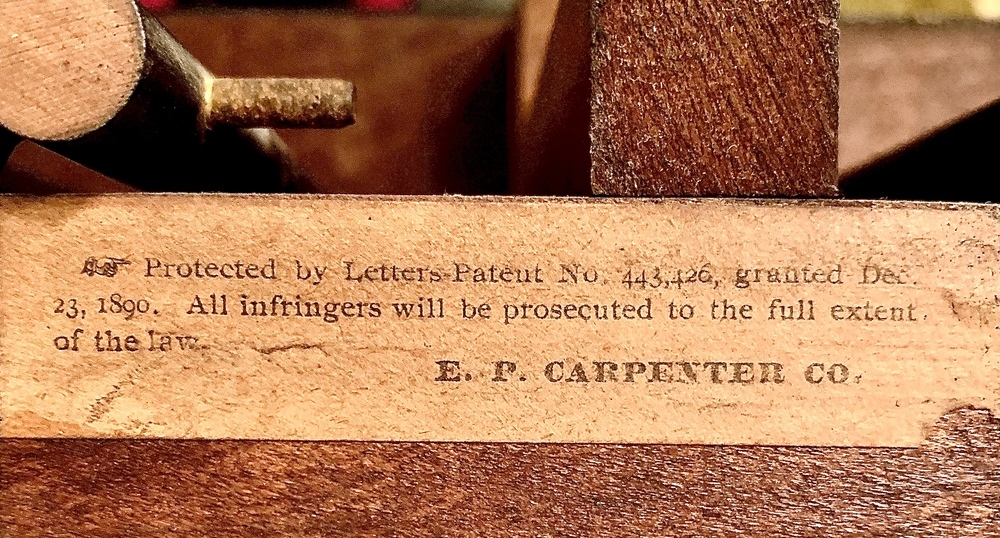 ☞ Protected by Letters-Patent No. 443,426, granted Dec.
23, 1890. All infringers will be prosecuted to the full extent
of the law.
E. P. CARPENTER CO.